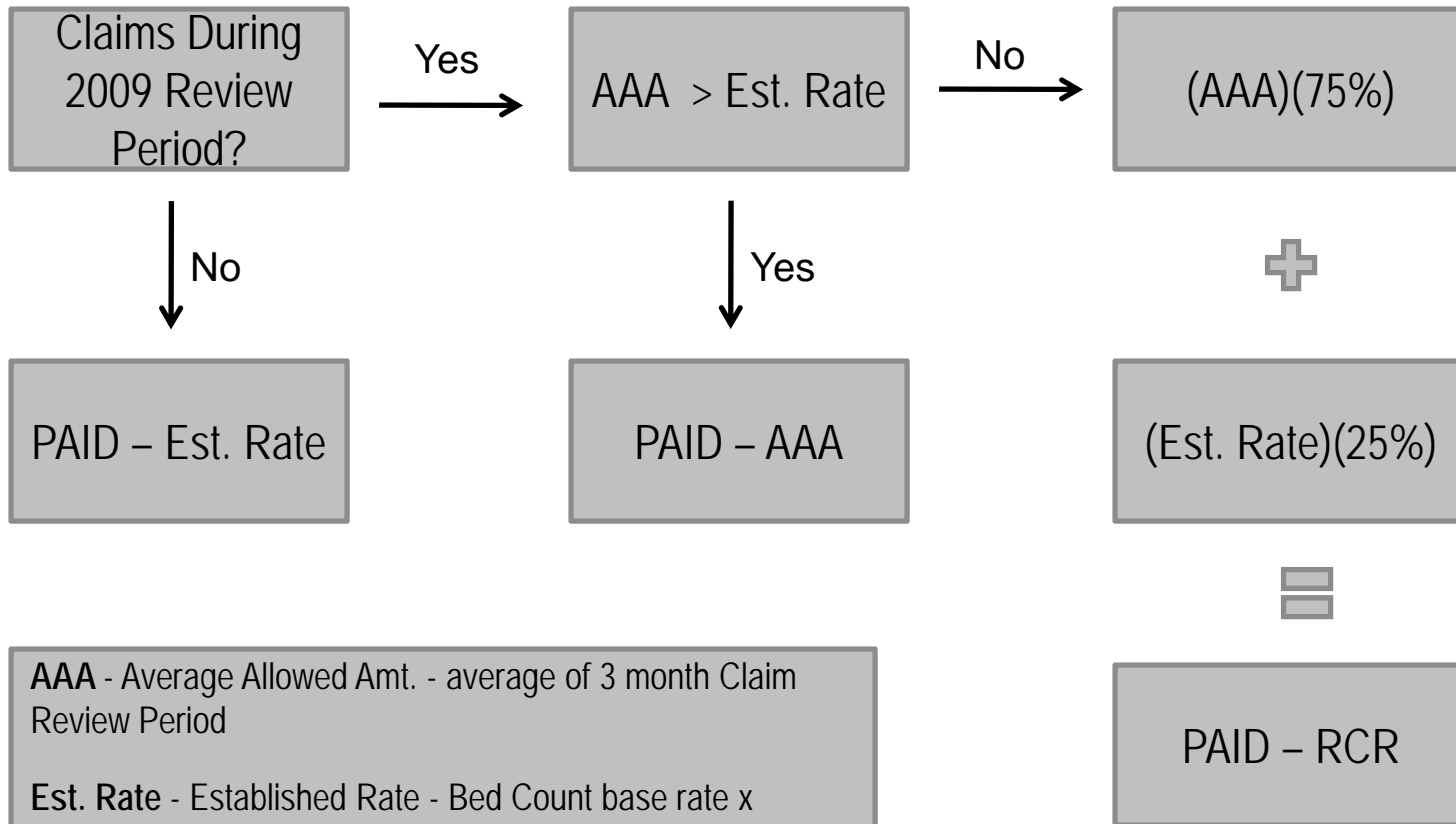 Claims During
2009 Review
Period?
Yes
AAA > Est. Rate
No
(AAA)(75%)
No
Yes
PAID – Est. Rate
PAID – AAA
(Est. Rate)(25%)
AAA - Average Allowed Amt. - average of 3 month Claim
Review Period
Est. Rate - Established Rate - Bed Count base rate x
PAID – RCR